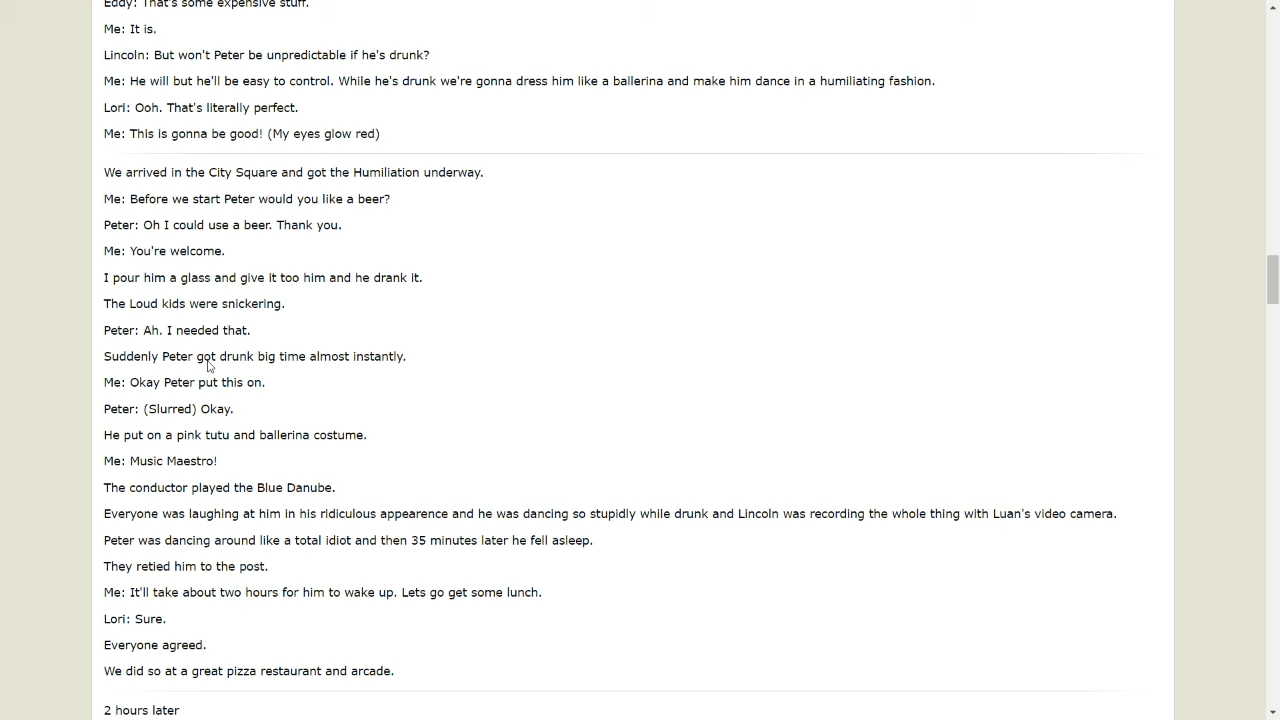 Eddy: That's some expensive stuff.
Me: It is.
Lincoln: But won't Peter be unpredictable if he's drunk?
Me: He will but he'll be easy to control. While he's drunk we're gonna dress him like a ballerina and make him dance in a humiliating fashion.
Lori: Ooh. That's literally perfect.
Me: This is gonna be good! (My eyes glow red)
We arrived in the City Square and got the Humiliation underway.
Me: Before we start Peter would you like a beer?
Peter: Oh I could use a beer. Thank you.
Me: You're welcome.
I pour him a glass and give it too him and he drank it.
The Loud kids were snickering.
Peter: Ah. I needed that.
Suddenly Peter got drunk big time almost instantly.
Me: Okay Peter put this on.
Peter: (Slurred) Okay.
He put on a pink tutu and ballerina costume.
Me: Music Maestro!
The conductor played the Blue Danube.
Everyone was laughing at him in his ridiculous appearence and he was dancing so stupidly while drunk and Lincoln was recording the whole thing with Luan's video camera.
Peter was dancing around like a total idiot and then 35 minutes later he fell asleep.
They retied him to the post.
Me: It'll take about two hours for him to wake up. Lets go get some lunch.
Lori: Sure.
Everyone agreed.
We did so at a great pizza restaurant and arcade.
2 hours later